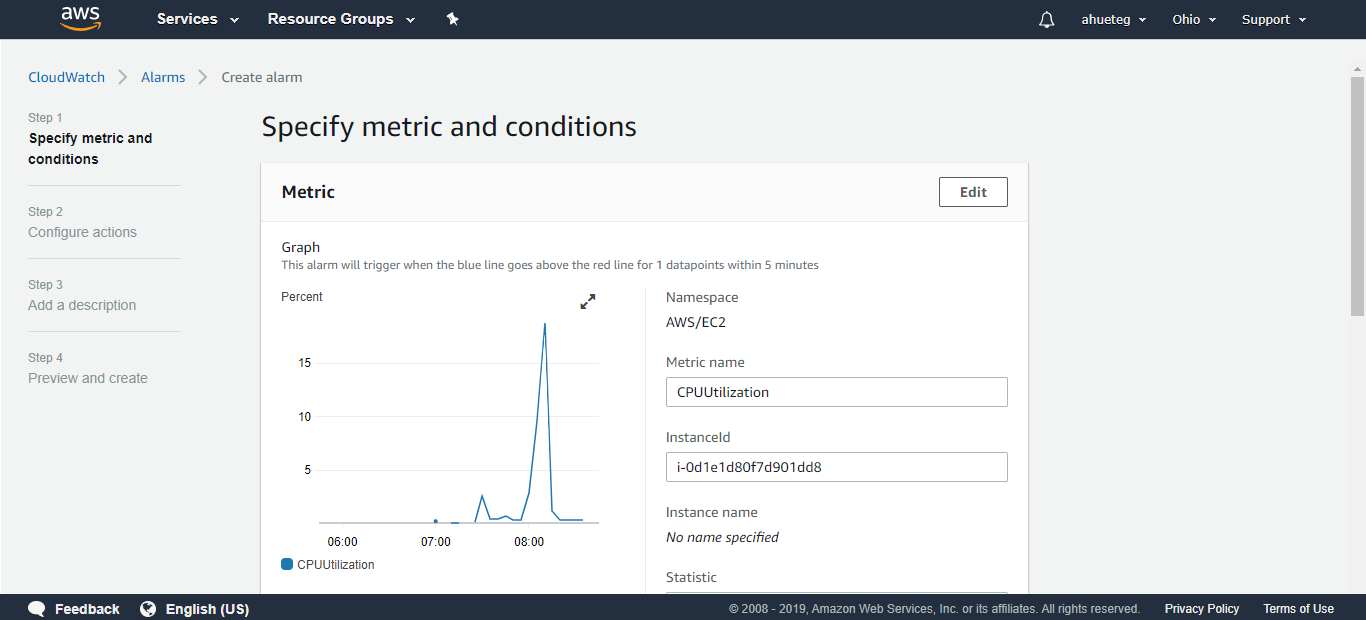 aws Services Resource Groups ahueteg Ohio Support
CloudWatch Alarms Create alarm
Step 1
Specify metric and
conditions
Step 2
Configure actions
Step 3
Add a description
Step 4
Preview and create
Specify metric and conditions
Metric
Edit
Graph
This alarm will trigger when the blue line goes above the red line for 1 datapoints within 5 minutes
Percent
15
10
5
06:00 07:00 08:00
CPUUtilization
Namespace
AWS/EC2
Metric name
CPUUtilization
InstanceId
i-0d1e1d80f7d901dd8
Instance name
No name specified
Statistic
Feedback English (US) © 2008 - 2019, Amazon Web Services, Inc. or its affiliates. All rights reserved. Privacy Policy Terms of Use